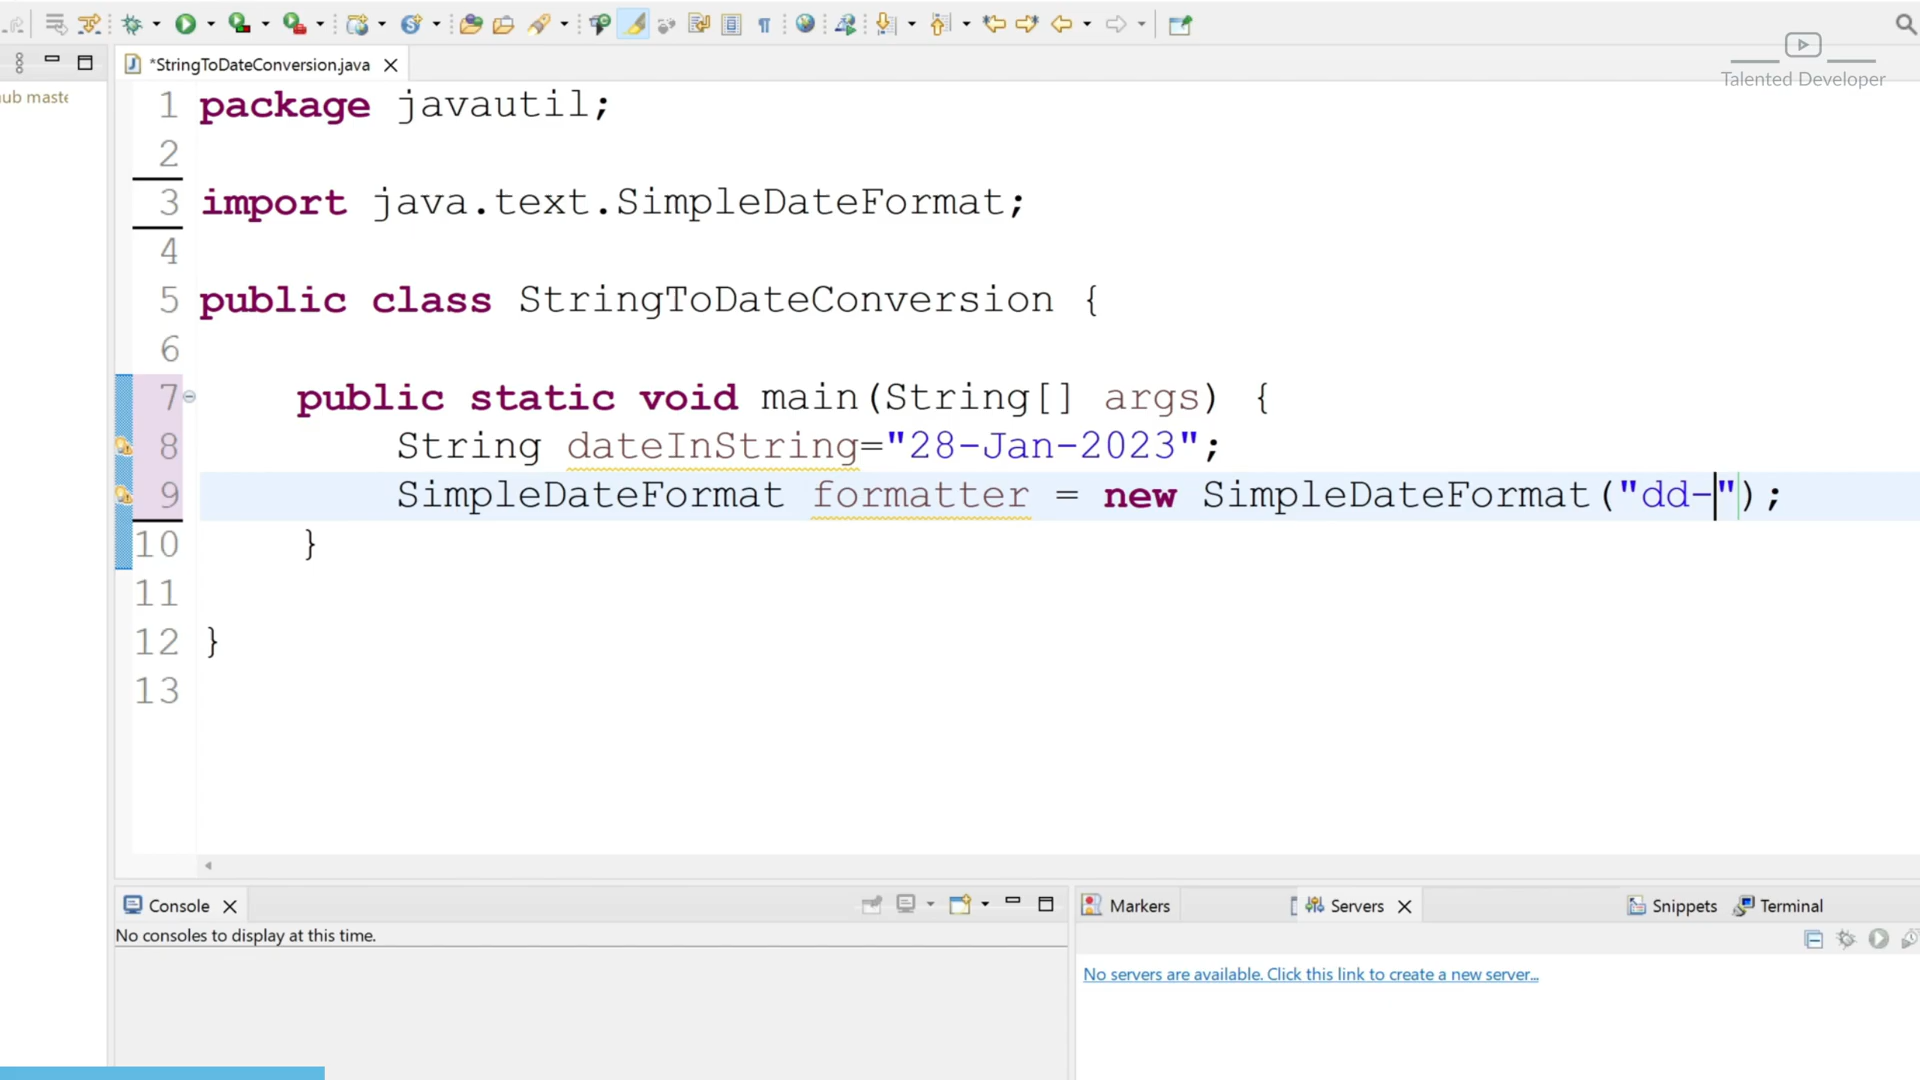 *StringToDateConversion.java
Talented Developer
ub maste
1 package javautil;
2
3 import java.text.SimpleDateFormat;
4
5 public class StringToDateConversion {
6
7 public static void main(String[] args) {
8 String dateInString="28-Jan-2023";
9 SimpleDateFormat formatter = new SimpleDateFormat("dd-");
10 }
11
12 }
13
Console
Markers
Servers
Snippets
Terminal
No consoles to display at this time.
No servers are available. Click this link to create a new server...